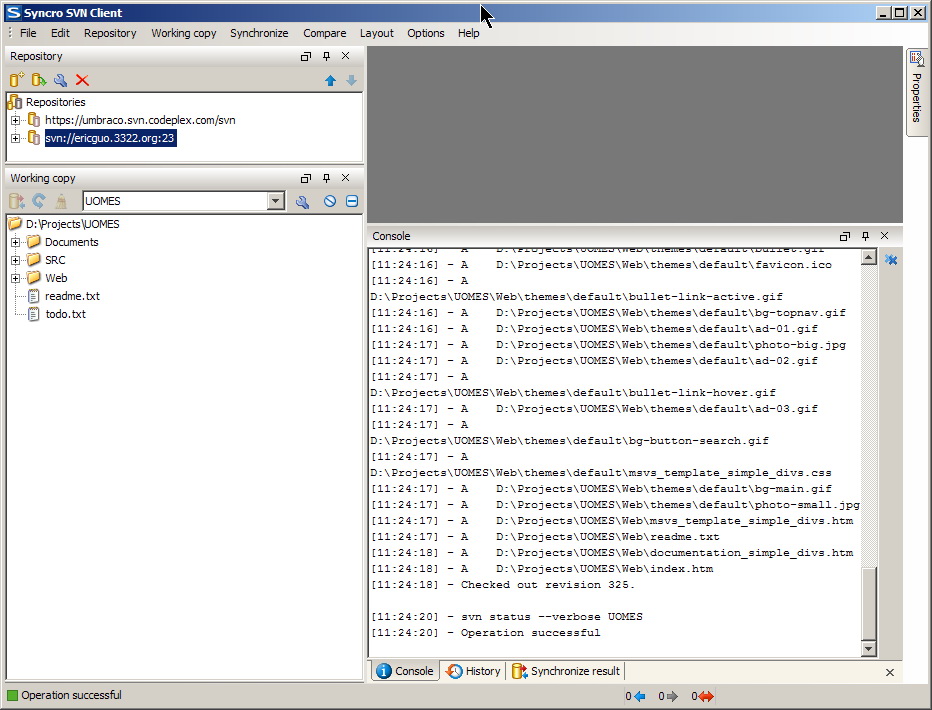 Syncro SVN Client
File Edit Repository Working copy Synchronize Compare Layout Options Help
Repository
Repositories
https://umbraco.svn.codeplex.com/svn
svn://ericguo.3322.org:23
Working copy
UOMES
D:\Projects\UOMES
Documents
SRC
Web
readme.txt
todo.txt
Properties
Console
[11:24:16] - A D:\Projects\UOMES\Web\themes\default\bullet.gif
[11:24:16] - A D:\Projects\UOMES\Web\themes\default\favicon.ico
[11:24:16] - A
D:\Projects\UOMES\Web\themes\default\bullet-link-active.gif
[11:24:16] - A D:\Projects\UOMES\Web\themes\default\bg-topnav.gif
[11:24:16] - A D:\Projects\UOMES\Web\themes\default\ad-01.gif
[11:24:17] - A D:\Projects\UOMES\Web\themes\default\photo-big.jpg
[11:24:17] - A D:\Projects\UOMES\Web\themes\default\ad-02.gif
[11:24:17] - A
D:\Projects\UOMES\Web\themes\default\bullet-link-hover.gif
[11:24:17] - A D:\Projects\UOMES\Web\themes\default\ad-03.gif
[11:24:17] - A
D:\Projects\UOMES\Web\themes\default\bg-button-search.gif
[11:24:17] - A
D:\Projects\UOMES\Web\themes\default\msvs_template_simple_divs.css
[11:24:17] - A D:\Projects\UOMES\Web\themes\default\bg-main.gif
[11:24:17] - A D:\Projects\UOMES\Web\themes\default\photo-small.jpg
[11:24:17] - A D:\Projects\UOMES\Web\msvs_template_simple_divs.htm
[11:24:17] - A D:\Projects\UOMES\Web\readme.txt
[11:24:18] - A D:\Projects\UOMES\Web\documentation_simple_divs.htm
[11:24:18] - A D:\Projects\UOMES\Web\index.htm
[11:24:18] - Checked out revision 325.
[11:24:20] - svn status --verbose UOMES
[11:24:20] - Operation successful
Console History Synchronize result
Operation successful
0 0 0